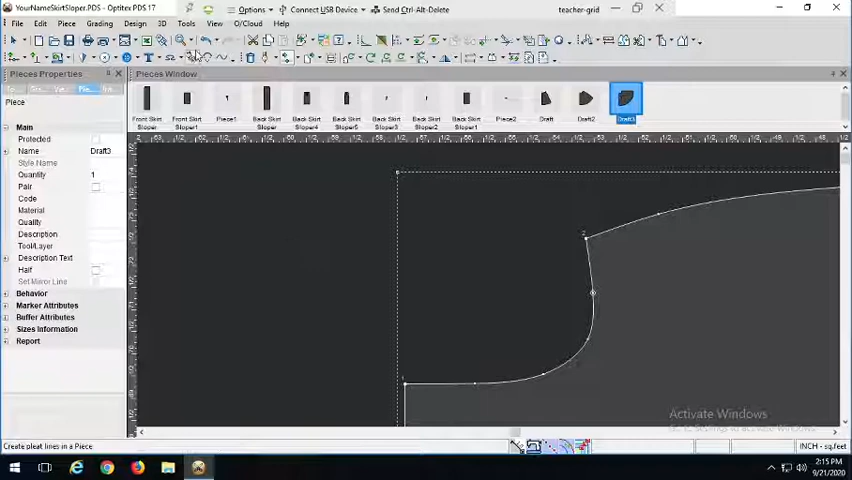 YourNameSkirtSloper.PDS - Optitex PDS 17
Options
Connect USB Device
Send Ctrl-Alt-Delete
teacher-grid
File Edit Piece Grading Design 3D Tools View O/Cloud Help
Pieces Properties
Pieces Window
Piece
Main
Protected
Name Draft3
Style Name
Quantity 1
Pair
Code
Material
Quality
Description
Tool/Layer
Description Text
Half
Set Mirror Line
Behavior
Marker Attributes
Buffer Attributes
Sizes Information
Report
Front Skirt Sloper
Front Skirt Sloper1
Piece1
Back Skirt Sloper
Back Skirt Sloper4
Back Skirt Sloper5
Back Skirt Sloper3
Back Skirt Sloper2
Back Skirt Sloper1
Piece2
Draft
Draft2
Draft3
2
1
Activate Windows
Create pleat lines in a Piece
INCH - sq.feet
2:15 PM
9/21/2020